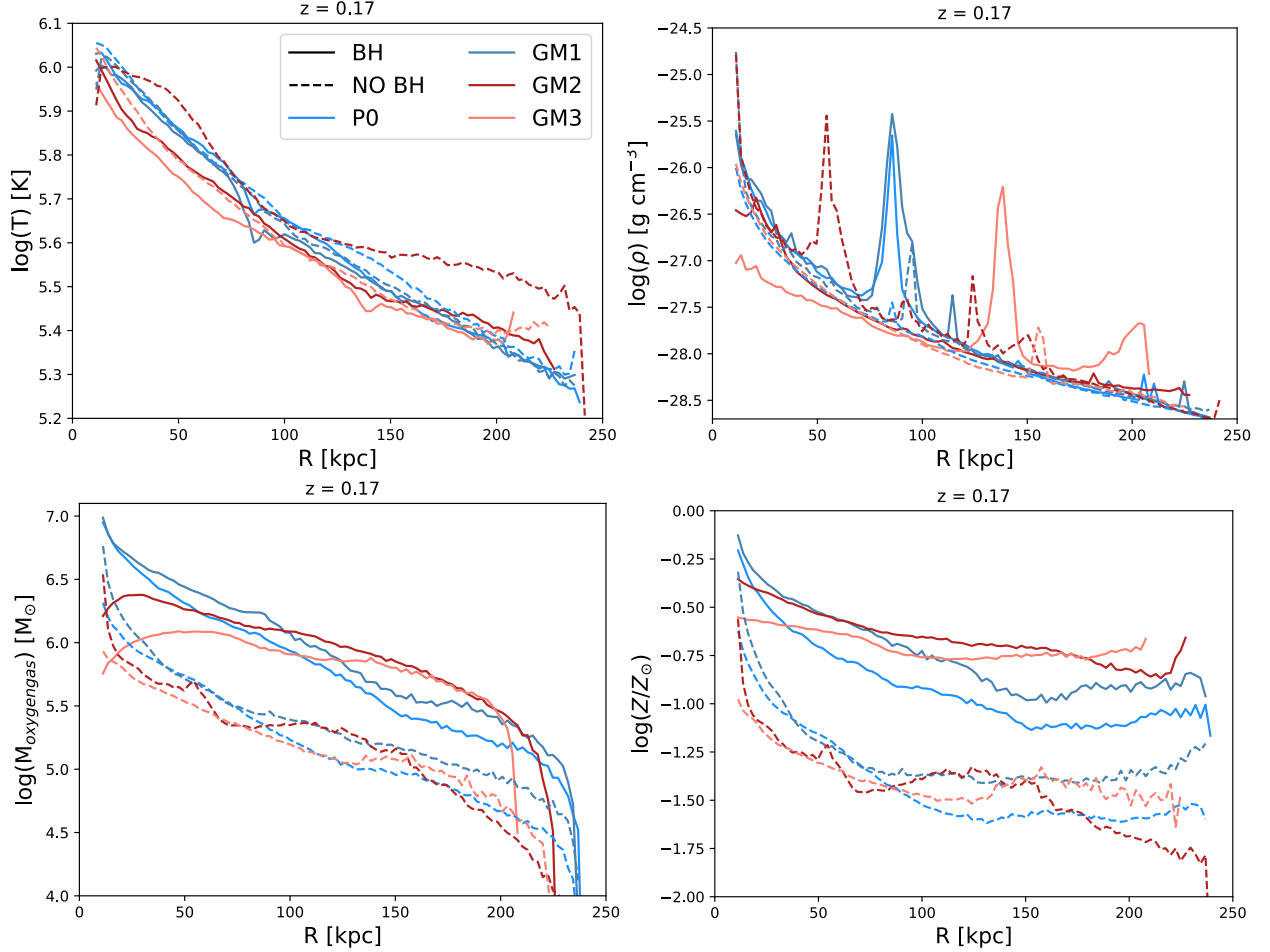 z = 0.17
6.1
6.0
5.9
5.8
5.7
5.6
5.5
5.4
5.3
5.2
log(T) [K]
BH
NO BH
P0
GM1
GM2
GM3
0 50 100 150 200 250
R [kpc]
z = 0.17
−24.5
−25.0
−25.5
−26.0
−26.5
−27.0
−27.5
−28.0
−28.5
log(ρ) [g cm⁻³]
0 50 100 150 200 250
R [kpc]
z = 0.17
7.0
6.5
6.0
5.5
5.0
4.5
4.0
log(M_oxygengas) [M_⊙]
0 50 100 150 200 250
R [kpc]
z = 0.17
0.00
−0.25
−0.50
−0.75
−1.00
−1.25
−1.50
−1.75
−2.00
log(Z/Z_⊙)
0 50 100 150 200 250
R [kpc]